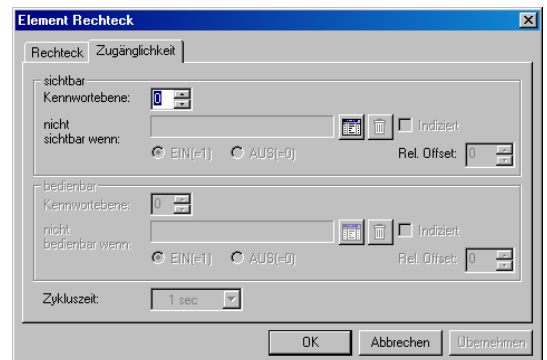 Element Rechteck
Rechteck Zugänglichkeit
sichtbar
Kennwortebene: 0
nicht
sichtbar wenn:
Indiziert
EIN(=1) AUS(=0) Rel. Offset: 0
bedienbar
Kennwortebene: 0
nicht
bedienbar wenn:
Indiziert
EIN(=1) AUS(=0) Rel. Offset: 0
Zykluszeit: 1 sec
OK Abbrechen Übernehmen